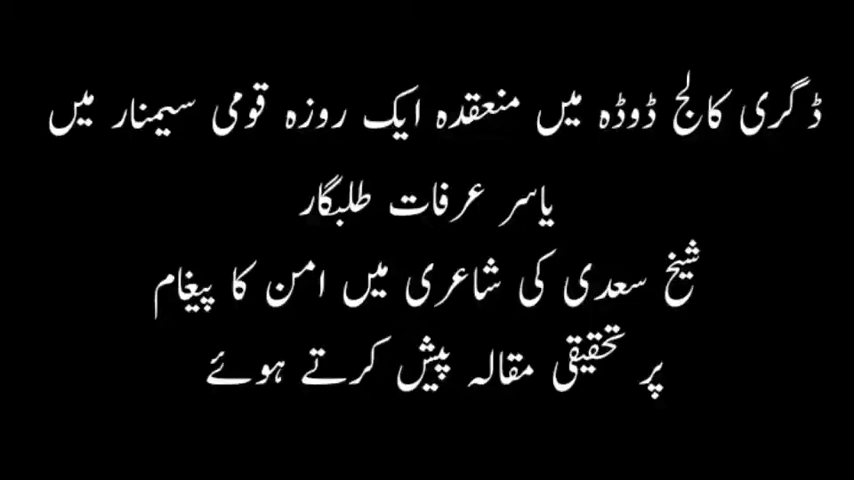 ڈگری کالج ڈوڈہ میں منعقدہ ایک روزہ قومی سیمنار میں
یاسر عرفات طلبگار
شیخ سعدی کی شاعری میں امن کا پیغام
پر تحقیقی مقالہ پیش کرتے ہوئے